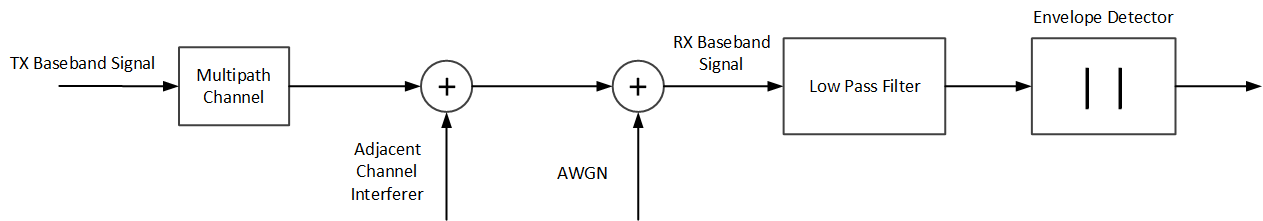 Envelope Detector
TX Baseband Signal
Multipath
Channel
+
+
RX Baseband
Signal
Low Pass Filter
| |
Adjacent
Channel
Interferer
AWGN